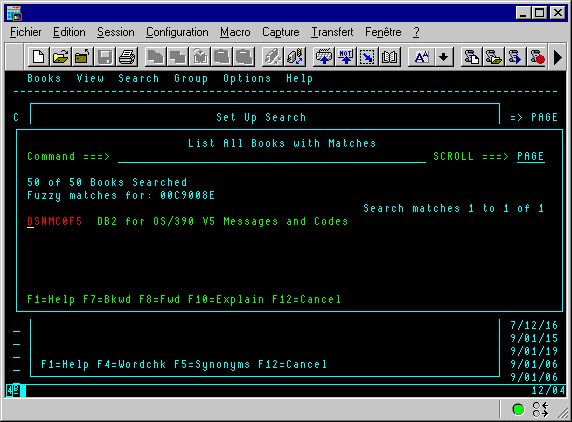 Fichier Edition Session Configuration Macro Capture Transfert Fenêtre ?
NOT
Books View Search Group Options Help
C Set Up Search => PAGE
List All Books with Matches
Command ===> SCROLL ===> PAGE
50 of 50 Books Searched
Fuzzy matches for: 00C9008E
Search matches 1 to 1 of 1
DSNMC0F5 DB2 for OS/390 V5 Messages and Codes
F1=Help F7=Bkwd F8=Fwd F10=Explain F12=Cancel
7/12/16
9/01/15
9/01/19
F1=Help F4=Wordchk F5=Synonyms F12=Cancel 9/01/06
9/01/06
12/04